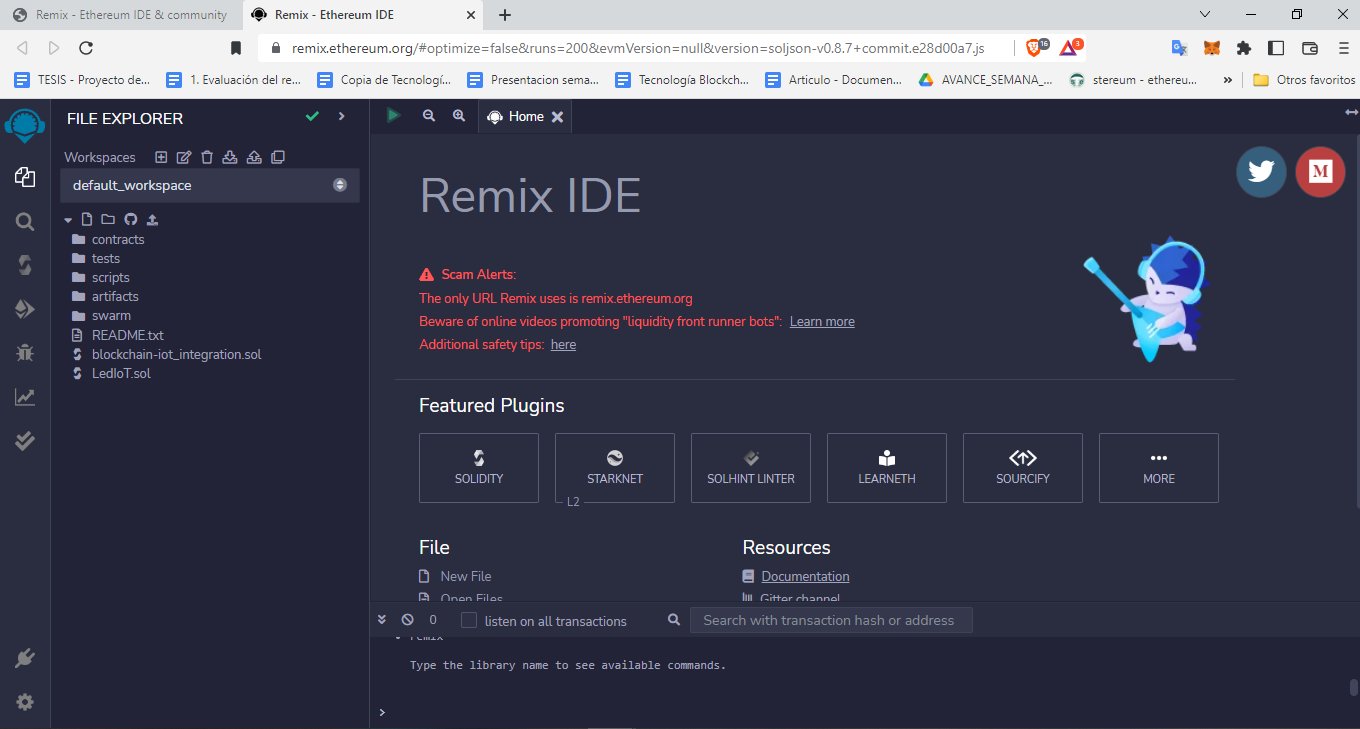 Remix - Ethereum IDE & community
Remix - Ethereum IDE
remix.ethereum.org/#optimize=false&runs=200&evmVersion=null&version=soljson-v0.8.7+commit.e28d00a7.js
16
3
TESIS - Proyecto de...
1. Evaluación del re...
Copia de Tecnologí...
Presentacion sema...
Tecnología Blockch...
Articulo - Documen...
AVANCE_SEMANA_...
stereum - ethereu...
»
Otros favoritos
FILE EXPLORER
Home
Workspaces
default_workspace
contracts
tests
scripts
artifacts
swarm
README.txt
blockchain-iot_integration.sol
LedIoT.sol
Remix IDE
M
Scam Alerts:
The only URL Remix uses is remix.ethereum.org
Beware of online videos promoting "liquidity front runner bots": Learn more
Additional safety tips: here
Featured Plugins
SOLIDITY
STARKNET
L2
SOLHINT LINTER
LEARNETH
SOURCIFY
MORE
File
New File
Open Files
Resources
Documentation
Gitter channel
0
listen on all transactions
Search with transaction hash or address
remix
Type the library name to see available commands.
>